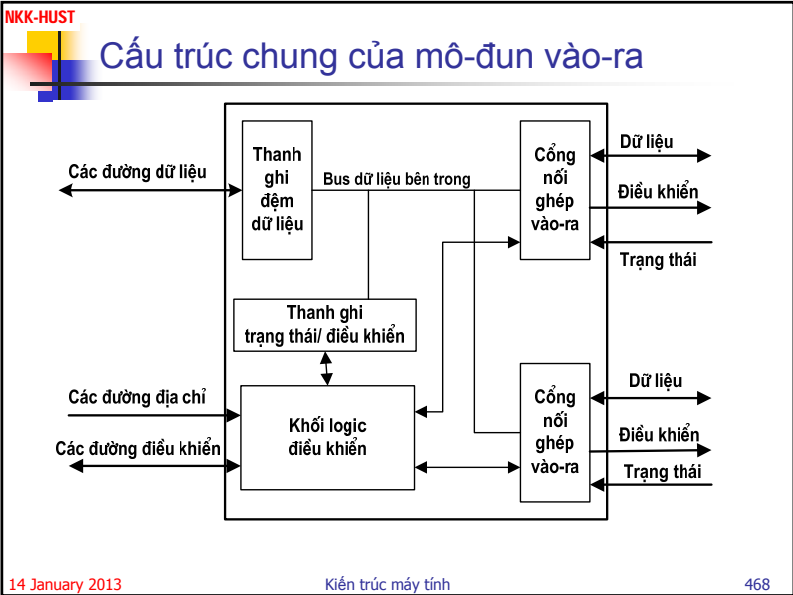 NKK-HUST
Cấu trúc chung của mô-đun vào-ra
Các đường dữ liệu
Thanh
ghi
đệm
dữ liệu
Bus dữ liệu bên trong
Cổng
nối
ghép
vào-ra
Dữ liệu
Điều khiển
Trạng thái
Thanh ghi
trạng thái/ điều khiển
Các đường địa chỉ
Các đường điều khiển
Khối logic
điều khiển
Cổng
nối
ghép
vào-ra
Dữ liệu
Điều khiển
Trạng thái
14 January 2013
Kiến trúc máy tính
468